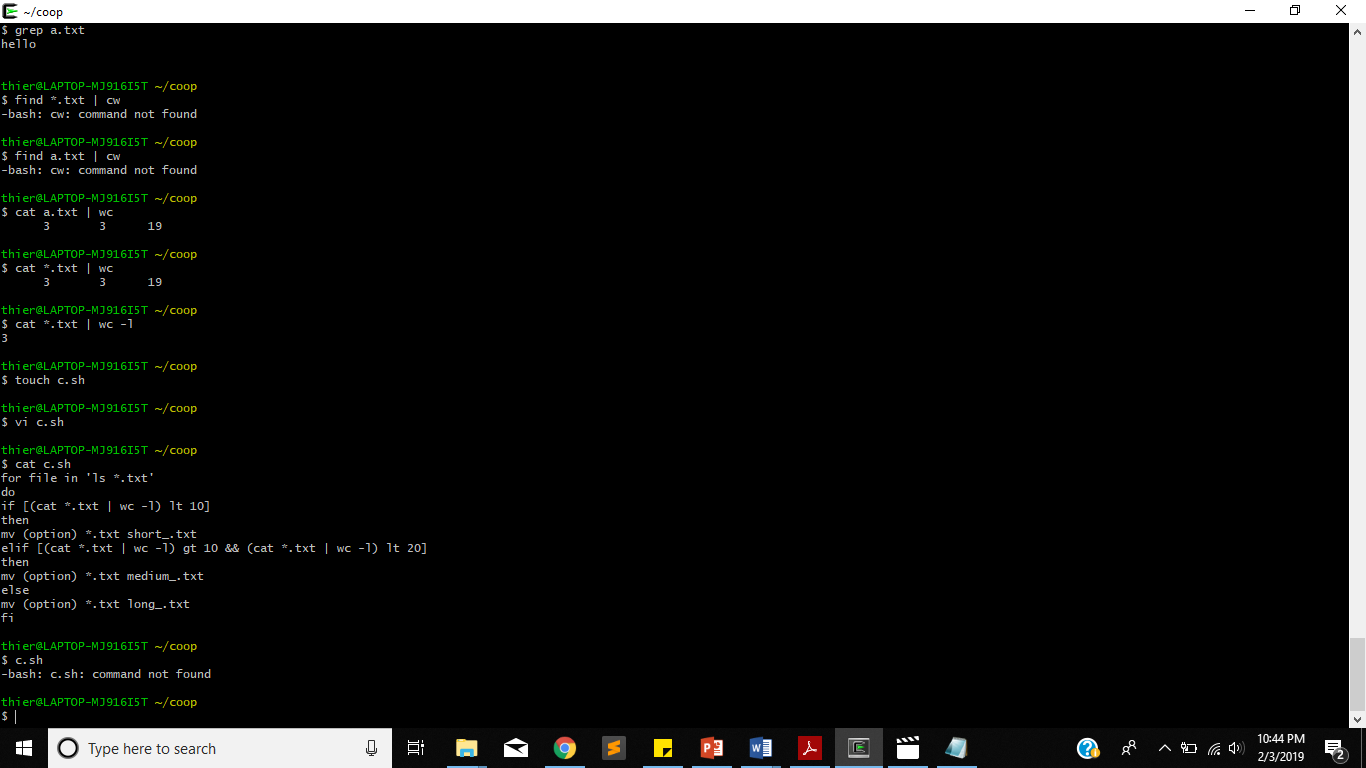 ~/coop
$ grep a.txt
hello
thier@LAPTOP-MJ916I5T ~/coop
$ find *.txt | cw
-bash: cw: command not found
thier@LAPTOP-MJ916I5T ~/coop
$ find a.txt | cw
-bash: cw: command not found
thier@LAPTOP-MJ916I5T ~/coop
$ cat a.txt | wc
      3       3      19
thier@LAPTOP-MJ916I5T ~/coop
$ cat *.txt | wc
      3       3      19
thier@LAPTOP-MJ916I5T ~/coop
$ cat *.txt | wc -l
3
thier@LAPTOP-MJ916I5T ~/coop
$ touch c.sh
thier@LAPTOP-MJ916I5T ~/coop
$ vi c.sh
thier@LAPTOP-MJ916I5T ~/coop
$ cat c.sh
for file in 'ls *.txt'
do
if [(cat *.txt | wc -l) lt 10]
then
mv (option) *.txt short_.txt
elif [(cat *.txt | wc -l) gt 10 && (cat *.txt | wc -l) lt 20]
then
mv (option) *.txt medium_.txt
else
mv (option) *.txt long_.txt
fi
thier@LAPTOP-MJ916I5T ~/coop
$ c.sh
-bash: c.sh: command not found
thier@LAPTOP-MJ916I5T ~/coop
$
Type here to search
10:44 PM
2/3/2019
2